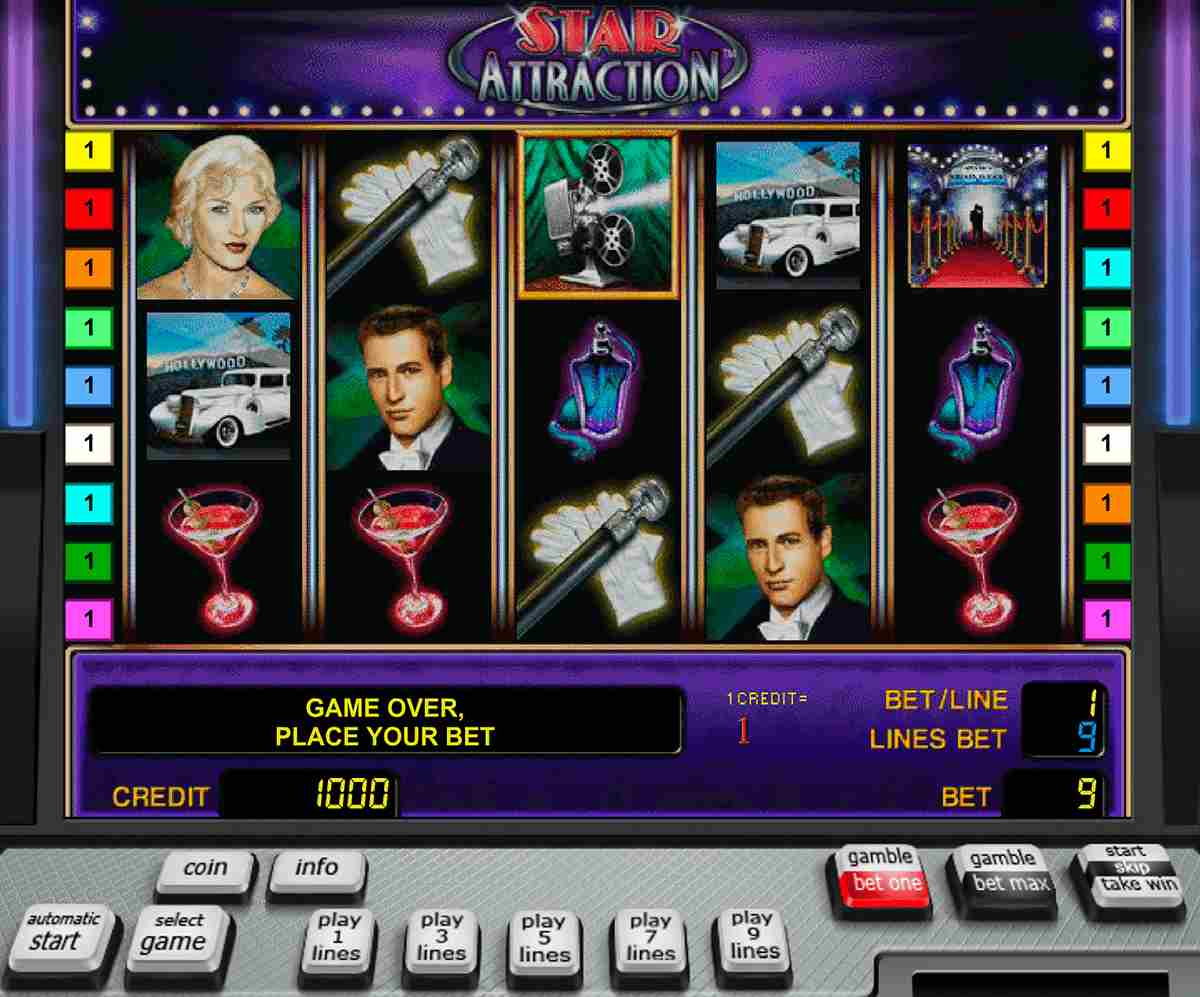 STAR
ATTRACTION™
1 1
1 1
1 1
1 1
1 1
1 1
1 1
1 1
1 1
HOLLYWOOD
HOLLYWOOD
GAME OVER,
PLACE YOUR BET
1 CREDIT=
1
BET/LINE 1
LINES BET 9
CREDIT 1000
BET 9
coin
info
gamble
bet one
gamble
bet max
start
skip
take win
automatic
start
select
game
play
1
lines
play
3
lines
play
5
lines
play
7
lines
play
9
lines